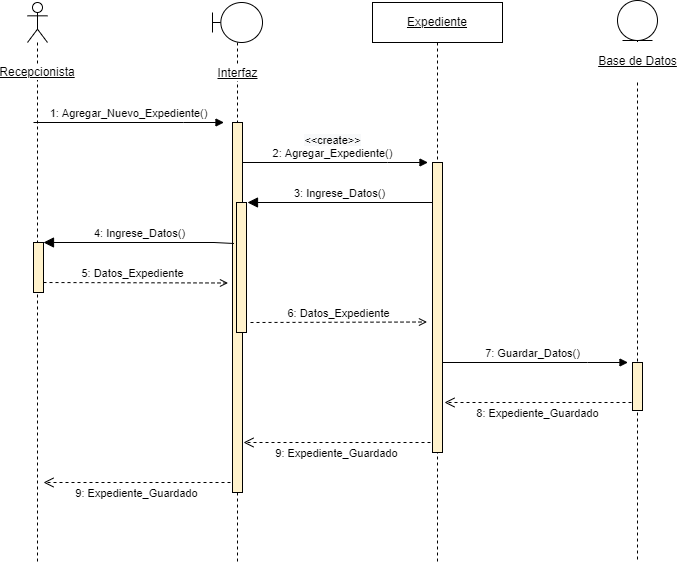 Expediente
Base de Datos
Recepcionista
Interfaz
1: Agregar_Nuevo_Expediente()
<<create>>
2: Agregar_Expediente()
3: Ingrese_Datos()
4: Ingrese_Datos()
5: Datos_Expediente
6: Datos_Expediente
7: Guardar_Datos()
8: Expediente_Guardado
9: Expediente_Guardado
9: Expediente_Guardado